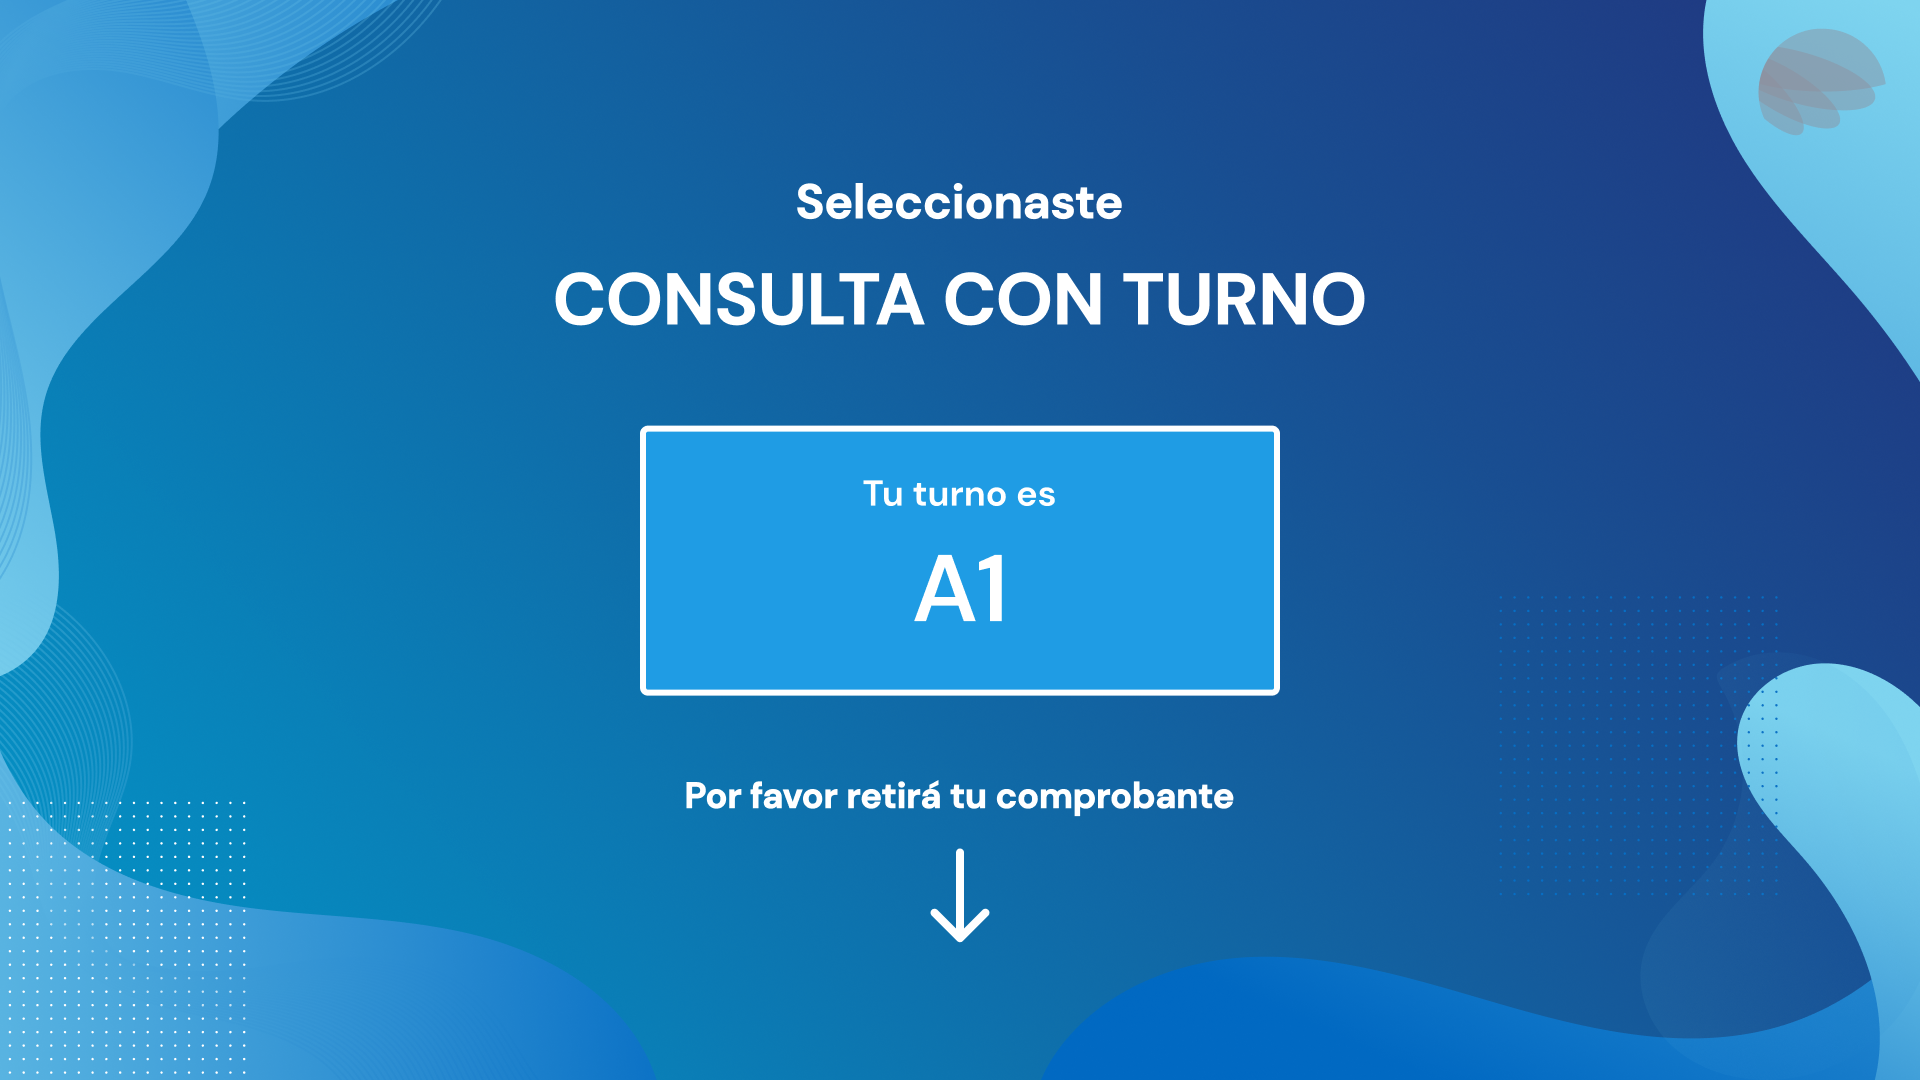 Seleccionaste
CONSULTA CON TURNO
Tu turno es
A1
Por favor retirá tu comprobante